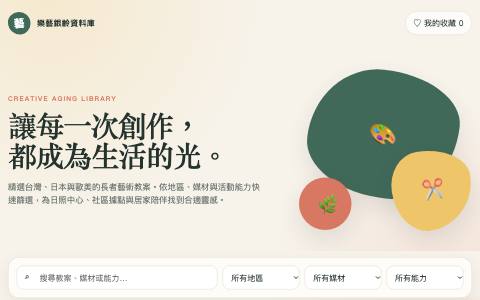 藝 樂藝銀齡資料庫
♡ 我的收藏 0
CREATIVE AGING LIBRARY
讓每一次創作，
都成為生活的光。
精選台灣、日本與歐美的長者藝術教案。依地區、媒材與活動能力快
速篩選，為日照中心、社區據點與居家陪伴找到合適靈感。
搜尋教案、媒材或能力…
所有地區
所有媒材
所有能力